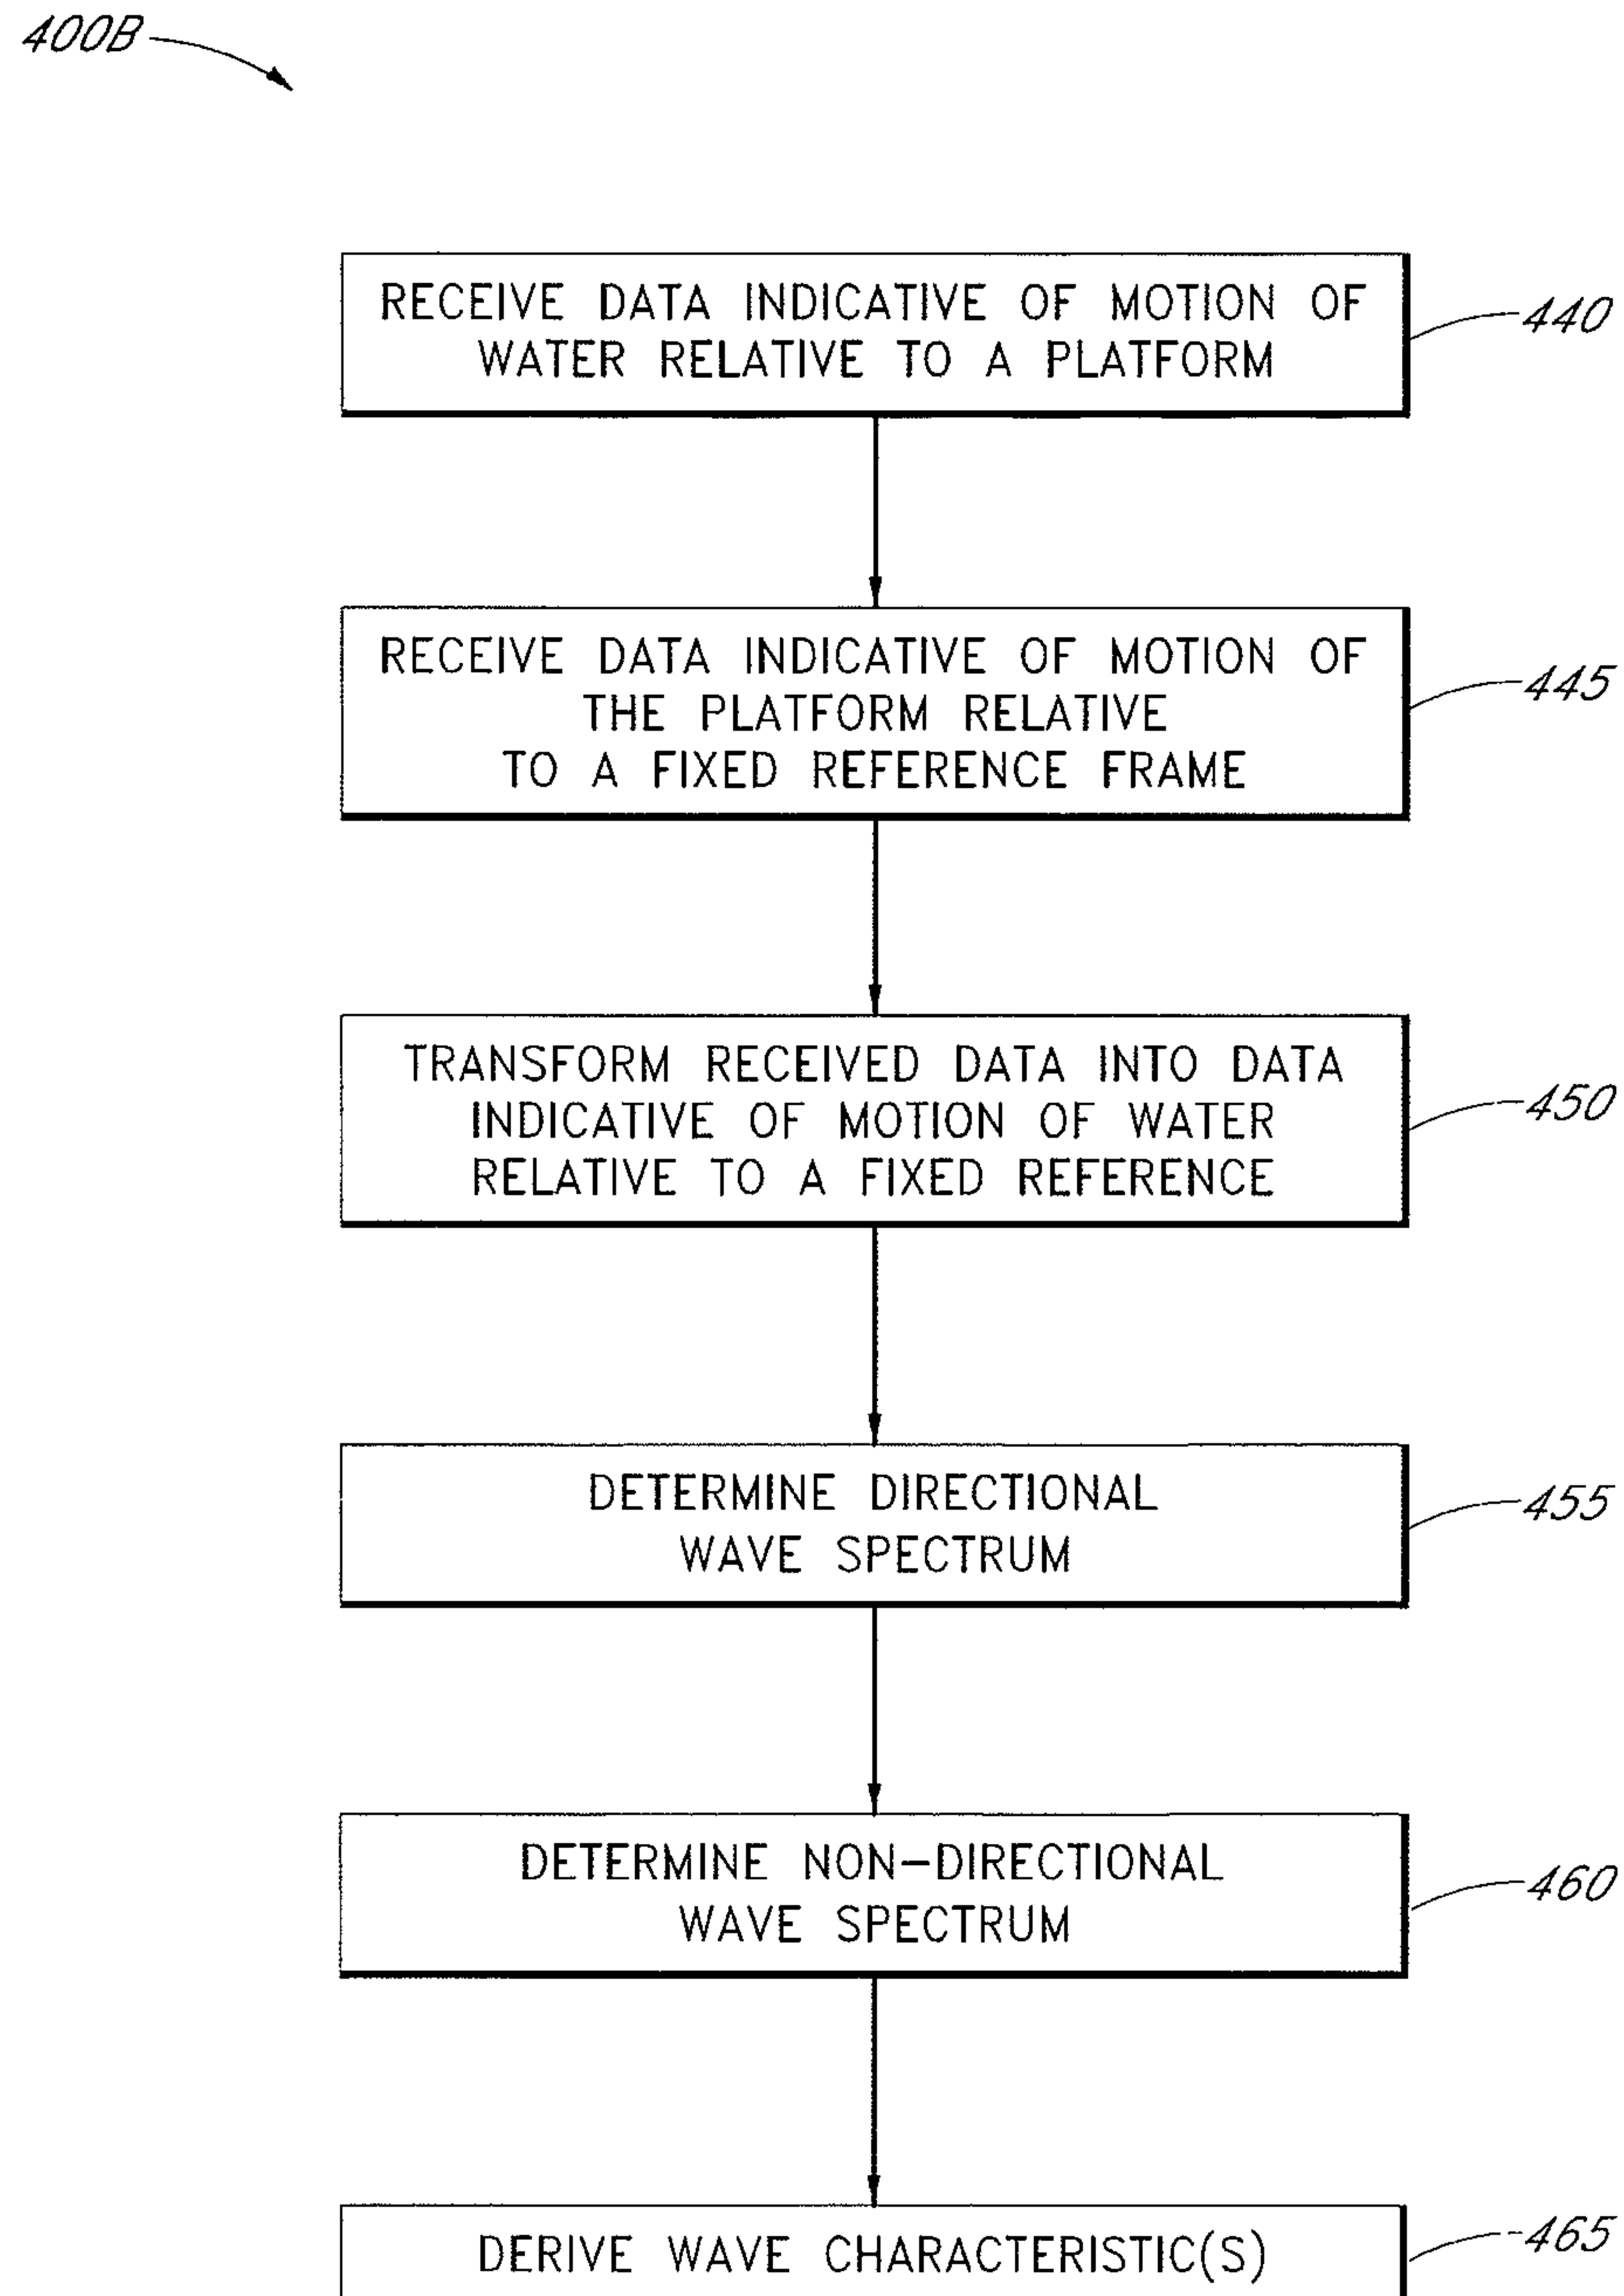 400B
RECEIVE DATA INDICATIVE OF MOTION OF
WATER RELATIVE TO A PLATFORM
440
RECEIVE DATA INDICATIVE OF MOTION OF
THE PLATFORM RELATIVE
TO A FIXED REFERENCE FRAME
445
TRANSFORM RECEIVED DATA INTO DATA
INDICATIVE OF MOTION OF WATER
RELATIVE TO A FIXED REFERENCE
450
DETERMINE DIRECTIONAL
WAVE SPECTRUM
455
DETERMINE NON-DIRECTIONAL
WAVE SPECTRUM
460
DERIVE WAVE CHARACTERISTIC(S)
465